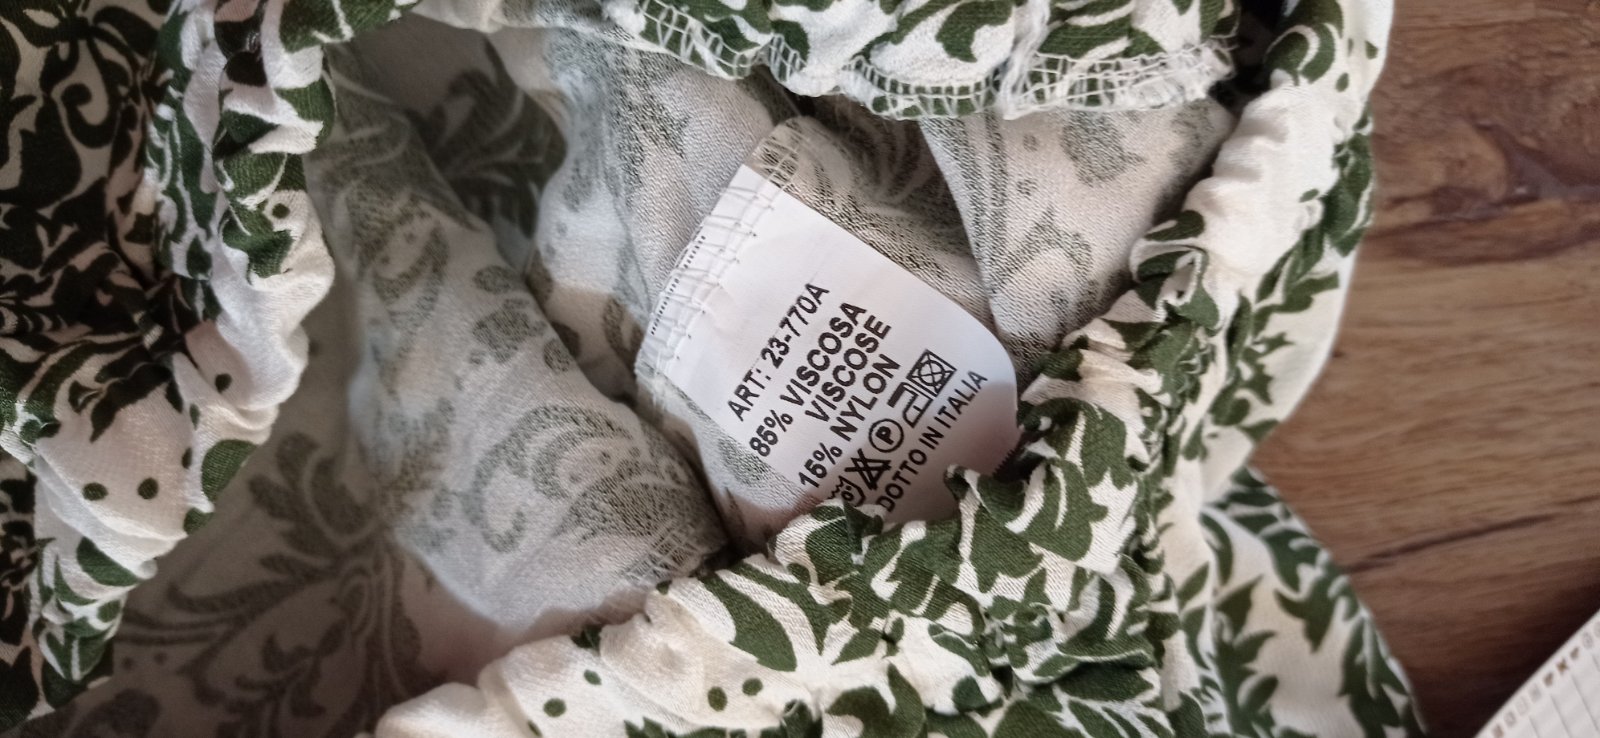 ART: 23-770A
85% VISCOSA
VISCOSE
15% NYLON
P
DOTTO IN ITALIA